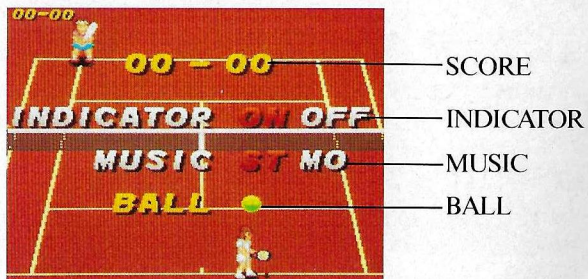 00-00
00 - 00 SCORE
INDICATOR ON OFF INDICATOR
MUSIC ST MO MUSIC
BALL BALL